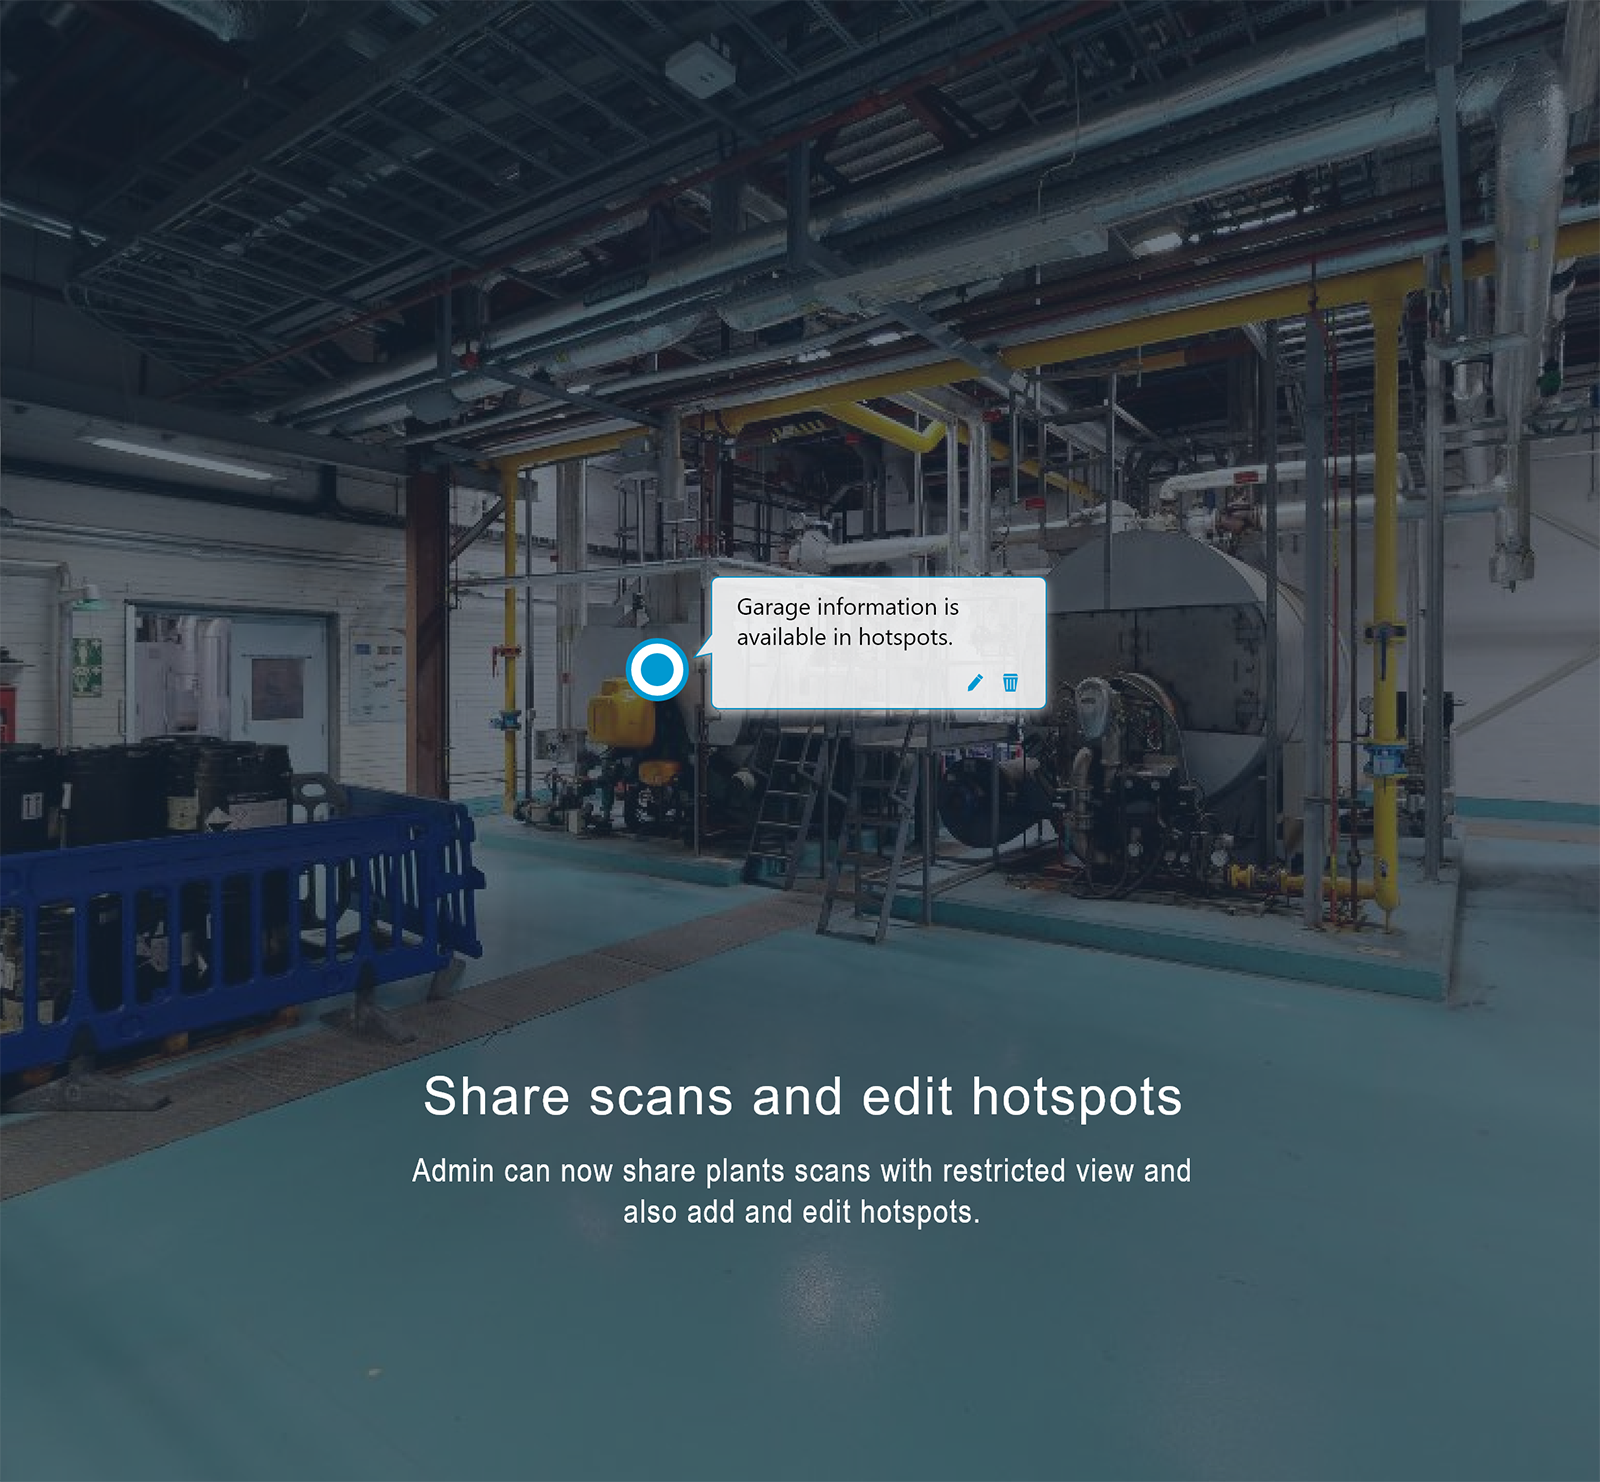 Garage information is
available in hotspots.
Share scans and edit hotspots
Admin can now share plants scans with restricted view and
also add and edit hotspots.